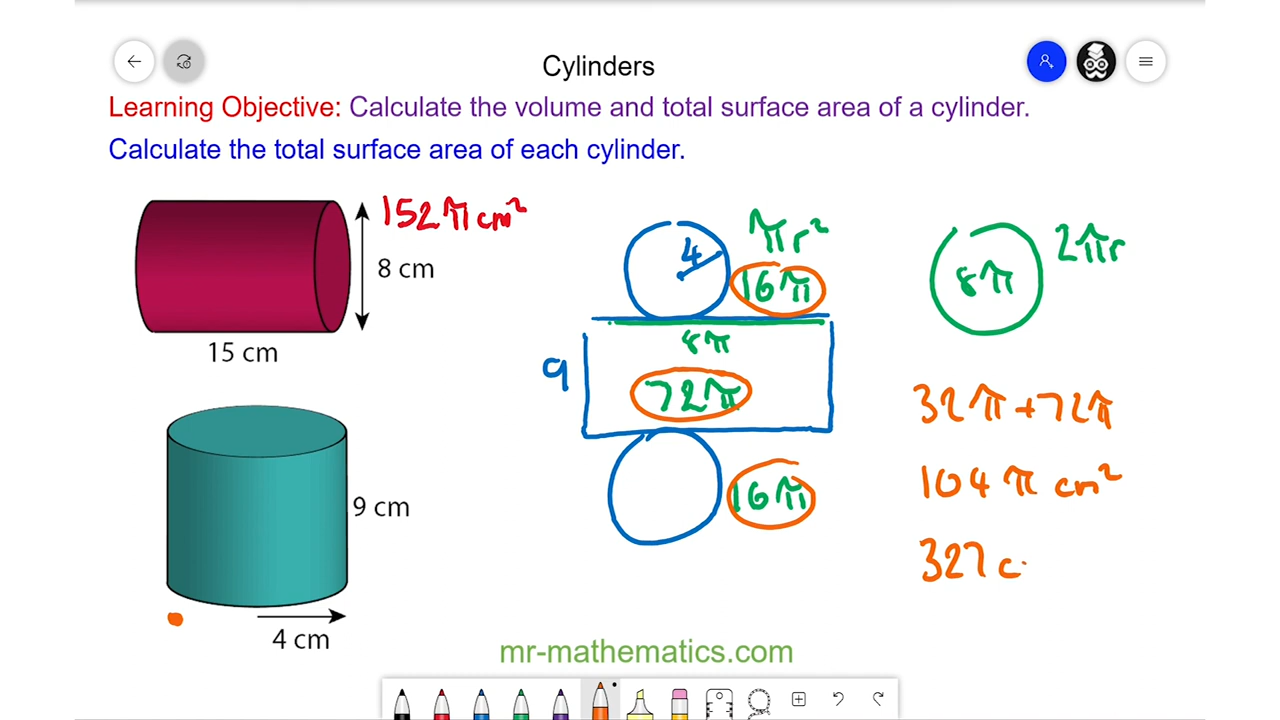 Cylinders
Learning Objective: Calculate the volume and total surface area of a cylinder.
Calculate the total surface area of each cylinder.
152π cm²
8 cm
15 cm
9 cm
4 cm
4
πr²
16π
8π
9
72π
16π
2πr
8π
32π+72π
104π cm²
327 c
mr-mathematics.com